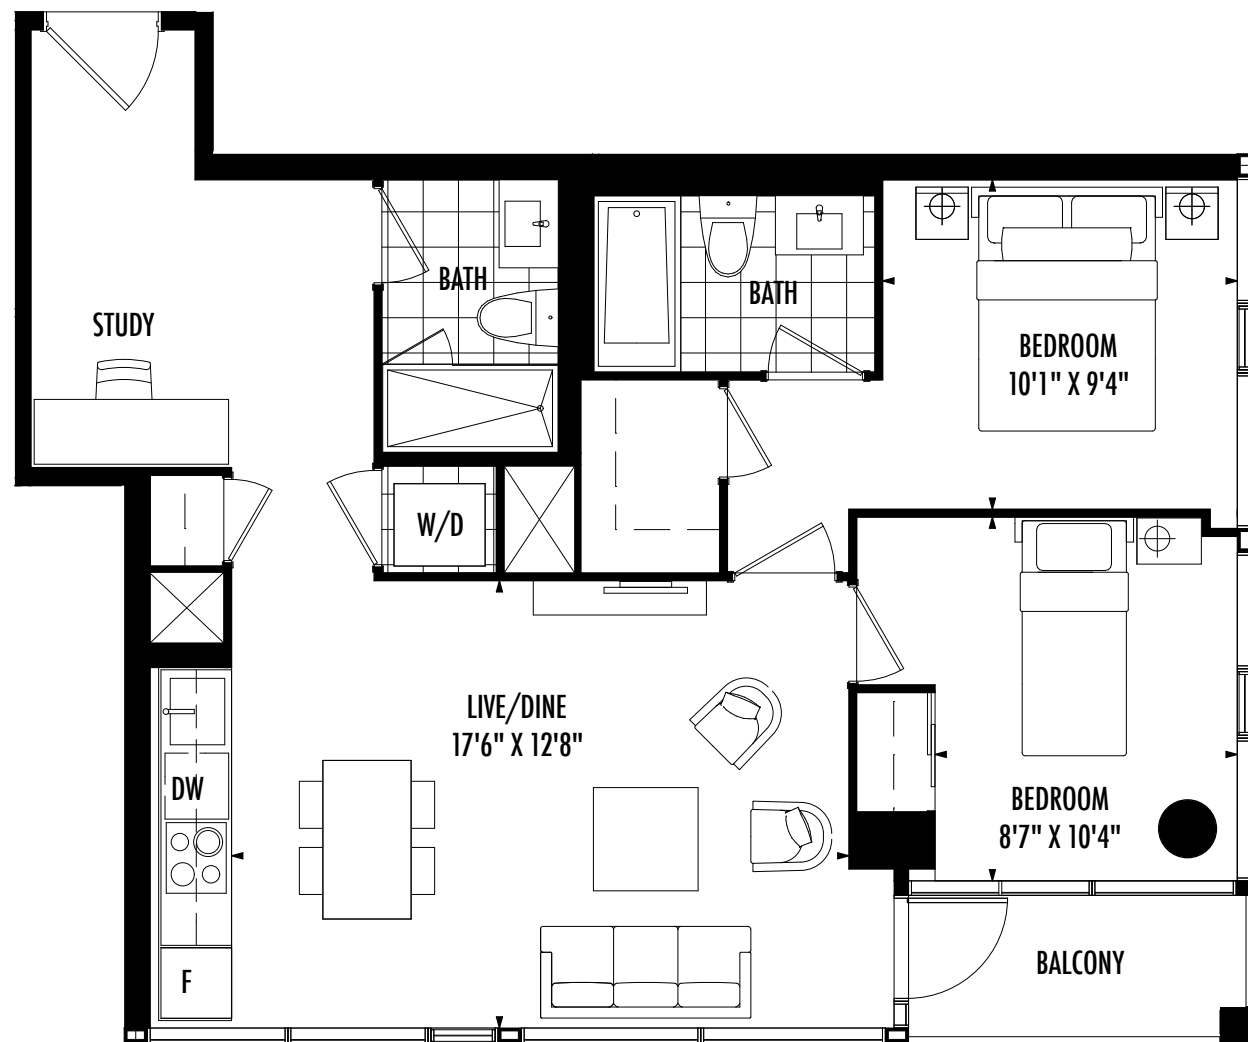 BATH
BATH
STUDY
BEDROOM
10'1" X 9'4"
W/D
LIVE/DINE
17'6" X 12'8"
DW
BEDROOM
8'7" X 10'4"
F
BALCONY